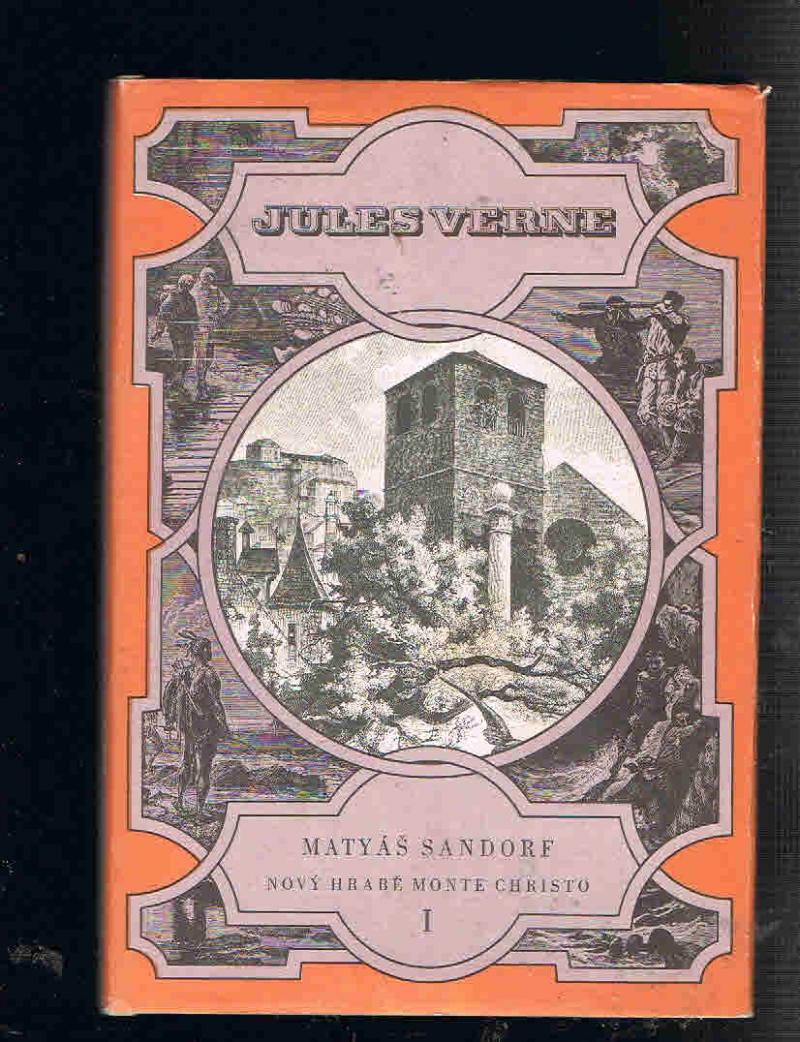 JULES VERNE
MATYÁŠ SANDORF
NOVÝ HRABĚ MONTE CHRISTO
I